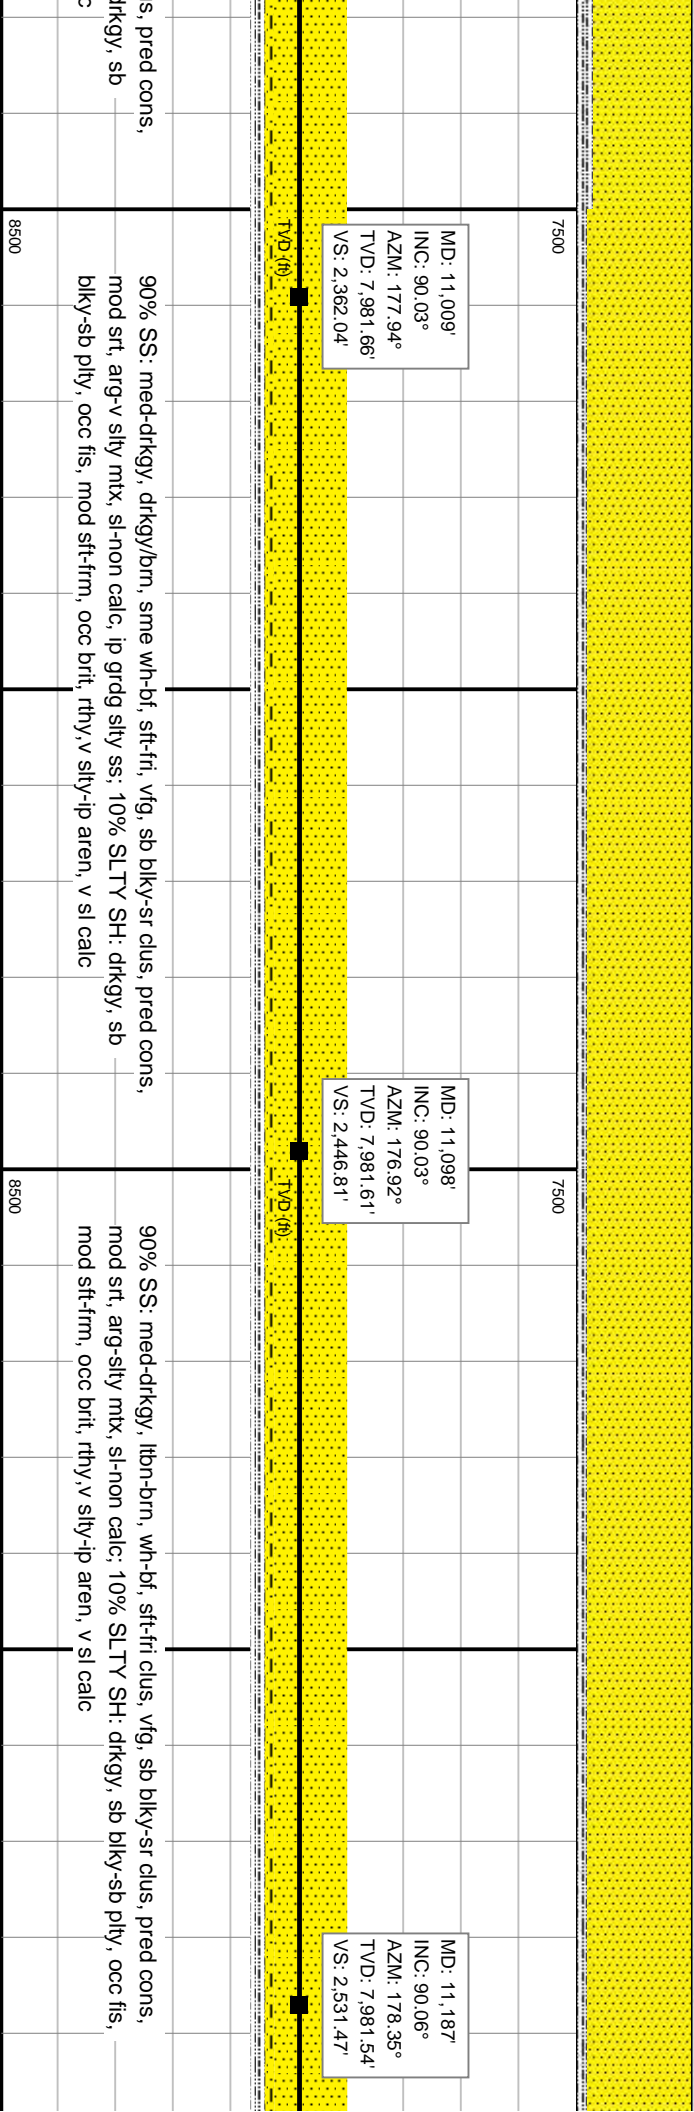 is, pred cons,
drkgy, sb
c
8500
TVD (ft)
7500
MD: 11,009'
INC: 90.03°
AZM: 177.94°
TVD: 7,981.66'
VS: 2,362.04'
90% SS: med-drkgy, drkgy/brn, sme wh-bf, sft-fri, vfg, sb blky-sr clus, pred cons,
mod srt, arg-v slty mtx, sl-non calc, ip grdg slty ss; 10% SLTY SH: drkgy, sb
blky-sb plty, occ fis, mod sft-frm, occ brit, rthy,v slty-ip aren, v sl calc
MD: 11,098'
INC: 90.03°
AZM: 176.92°
TVD: 7,981.61'
VS: 2,446.81'
8500
TVD (ft)
7500
90% SS: med-drkgy, ltbn-brn, wh-bf, sft-fri clus, vfg, sb blky-sr clus, pred cons,
mod srt, arg-slty mtx, sl-non calc; 10% SLTY SH: drkgy, sb blky-sb plty, occ fis,
mod sft-frm, occ brit, rthy,v slty-ip aren, v sl calc
MD: 11,187'
INC: 90.06°
AZM: 178.35°
TVD: 7,981.54'
VS: 2,531.47'